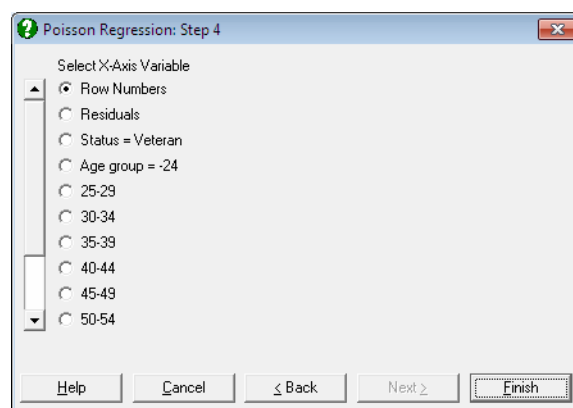 Poisson Regression: Step 4
Select X-Axis Variable
Row Numbers
Residuals
Status = Veteran
Age group = -24
25-29
30-34
35-39
40-44
45-49
50-54
Help Cancel < Back Next > Finish